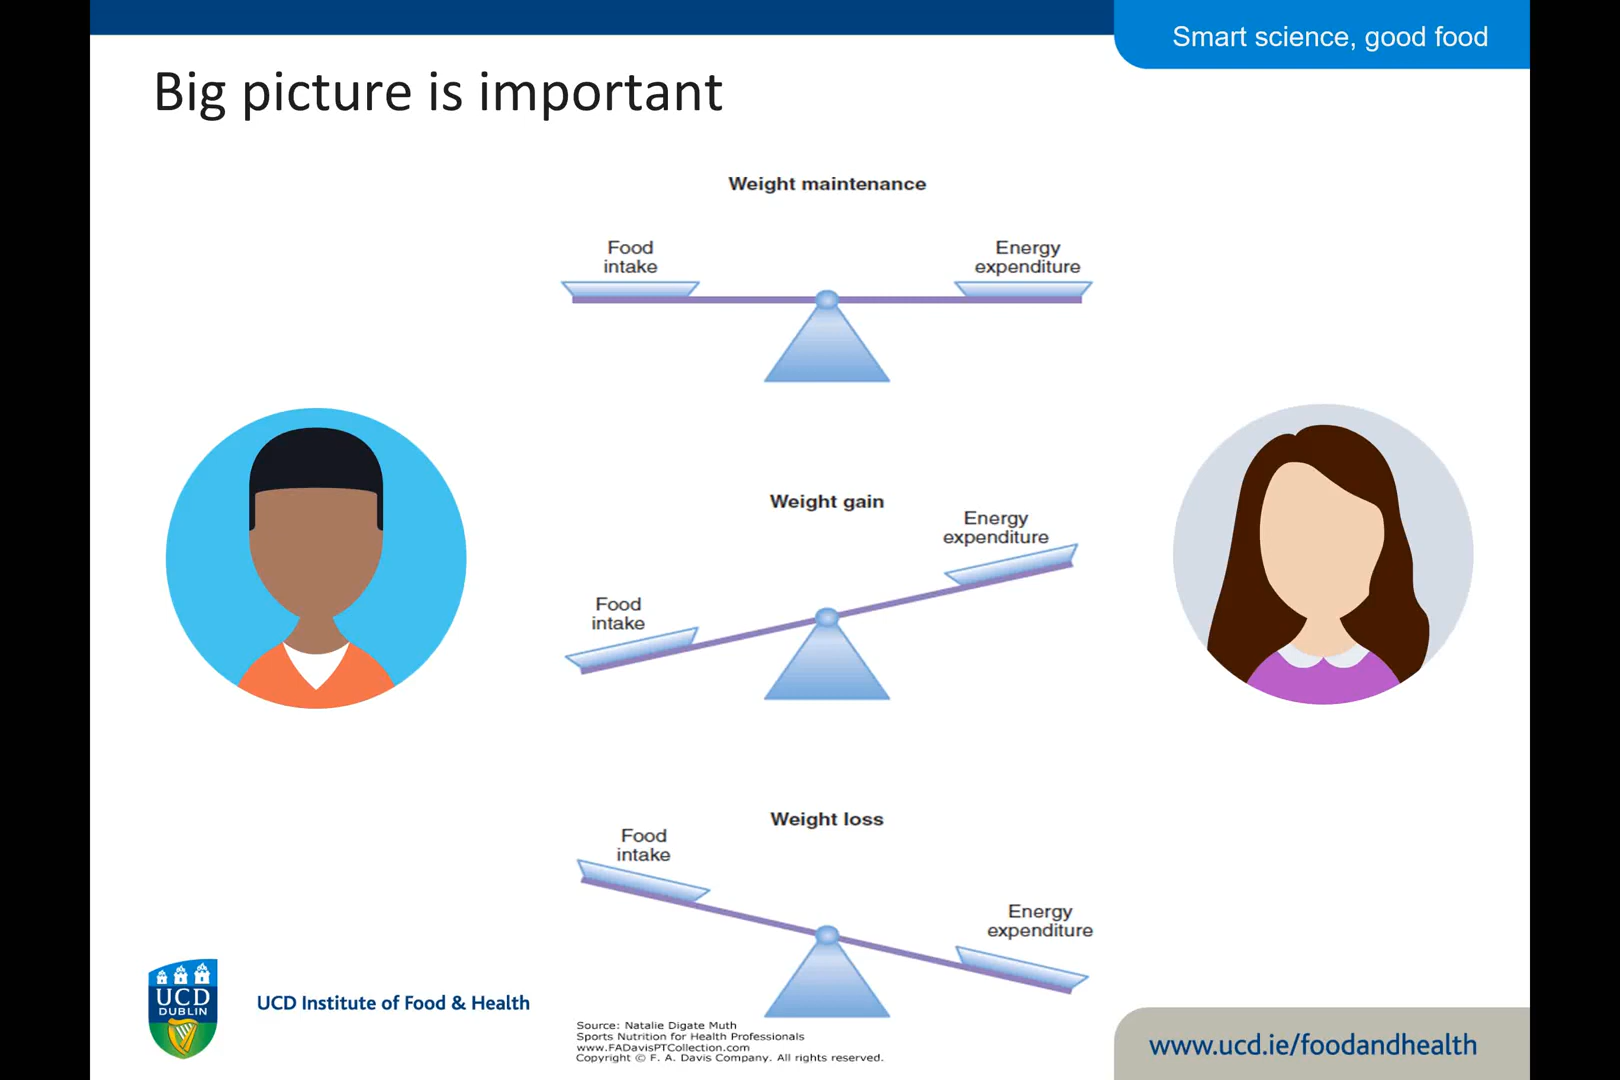 Smart science, good food
Big picture is important
Weight maintenance
Food
intake
Energy
expenditure
Weight gain
Energy
expenditure
Food
intake
Weight loss
Food
intake
Energy
expenditure
UCD
DUBLIN
UCD Institute of Food & Health
Source: Natalie Digate Muth
Sports Nutrition for Health Professionals
www.FADavisPTCollection.com
Copyright © F. A. Davis Company. All rights reserved.
www.ucd.ie/foodandhealth